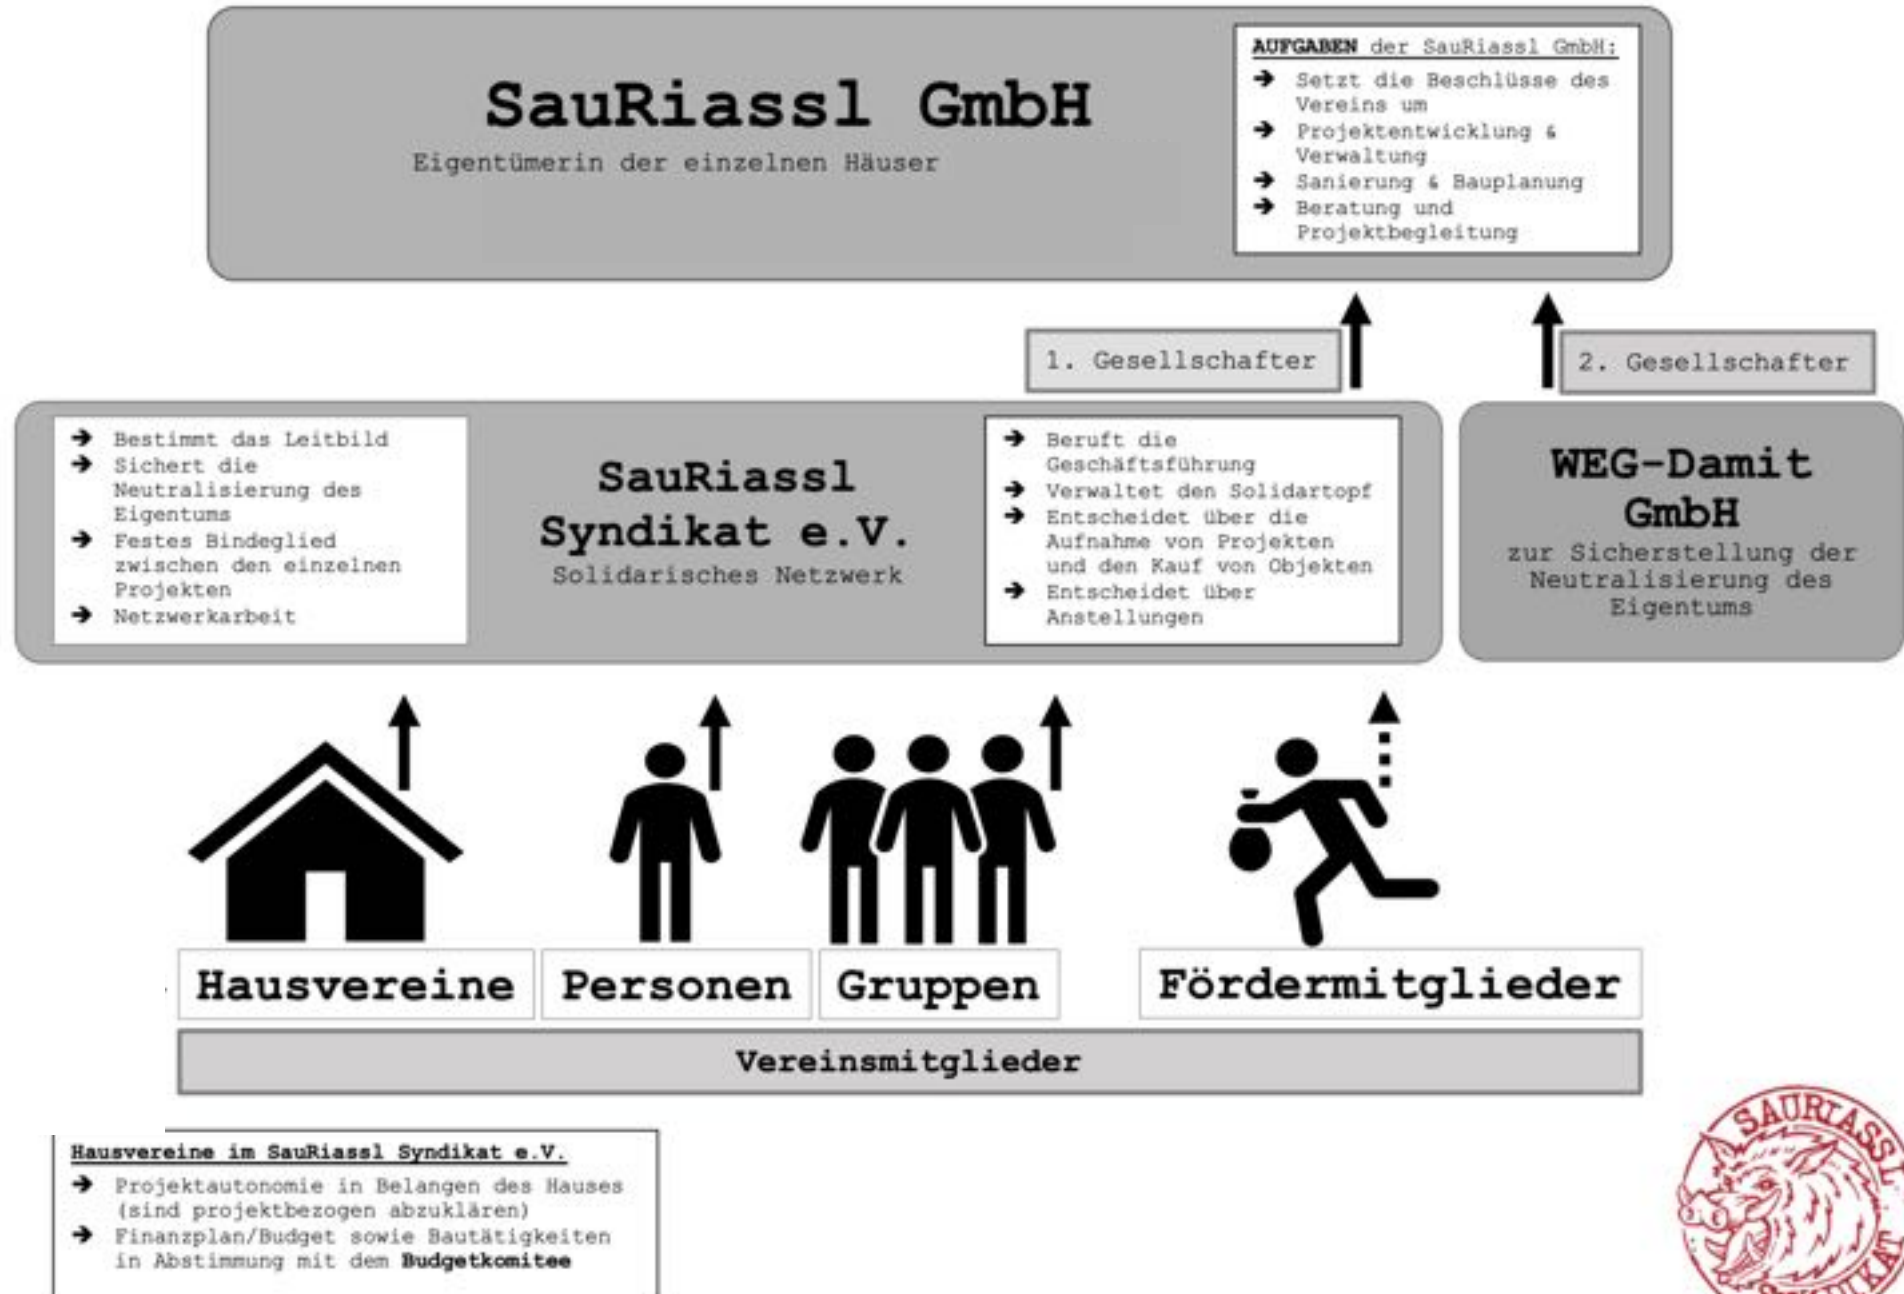 SauRiassl GmbH
Eigentümerin der einzelnen Häuser
AUFGABEN der SauRiassl GmbH:
➔ Setzt die Beschlüsse des
Vereins um
➔ Projektentwicklung &
Verwaltung
➔ Sanierung & Bauplanung
➔ Beratung und
Projektbegleitung
1. Gesellschafter
2. Gesellschafter
➔ Bestimmt das Leitbild
➔ Sichert die
Neutralisierung des
Eigentums
➔ Festes Bindeglied
zwischen den einzelnen
Projekten
➔ Netzwerkarbeit
SauRiassl
Syndikat e.V.
Solidarisches Netzwerk
➔ Beruft die
Geschäftsführung
➔ Verwaltet den Solidartopf
➔ Entscheidet über die
Aufnahme von Projekten
und den Kauf von Objekten
➔ Entscheidet über
Anstellungen
WEG-Damit
GmbH
zur Sicherstellung der
Neutralisierung des
Eigentums
Hausvereine
Personen
Gruppen
Fördermitglieder
Vereinsmitglieder
Hausvereine im SauRiassl Syndikat e.V.
➔ Projektautonomie in Belangen des Hauses
(sind projektbezogen abzuklären)
➔ Finanzplan/Budget sowie Bautätigkeiten
in Abstimmung mit dem Budgetkomitee
SAURIASSL
SYNDIKAT